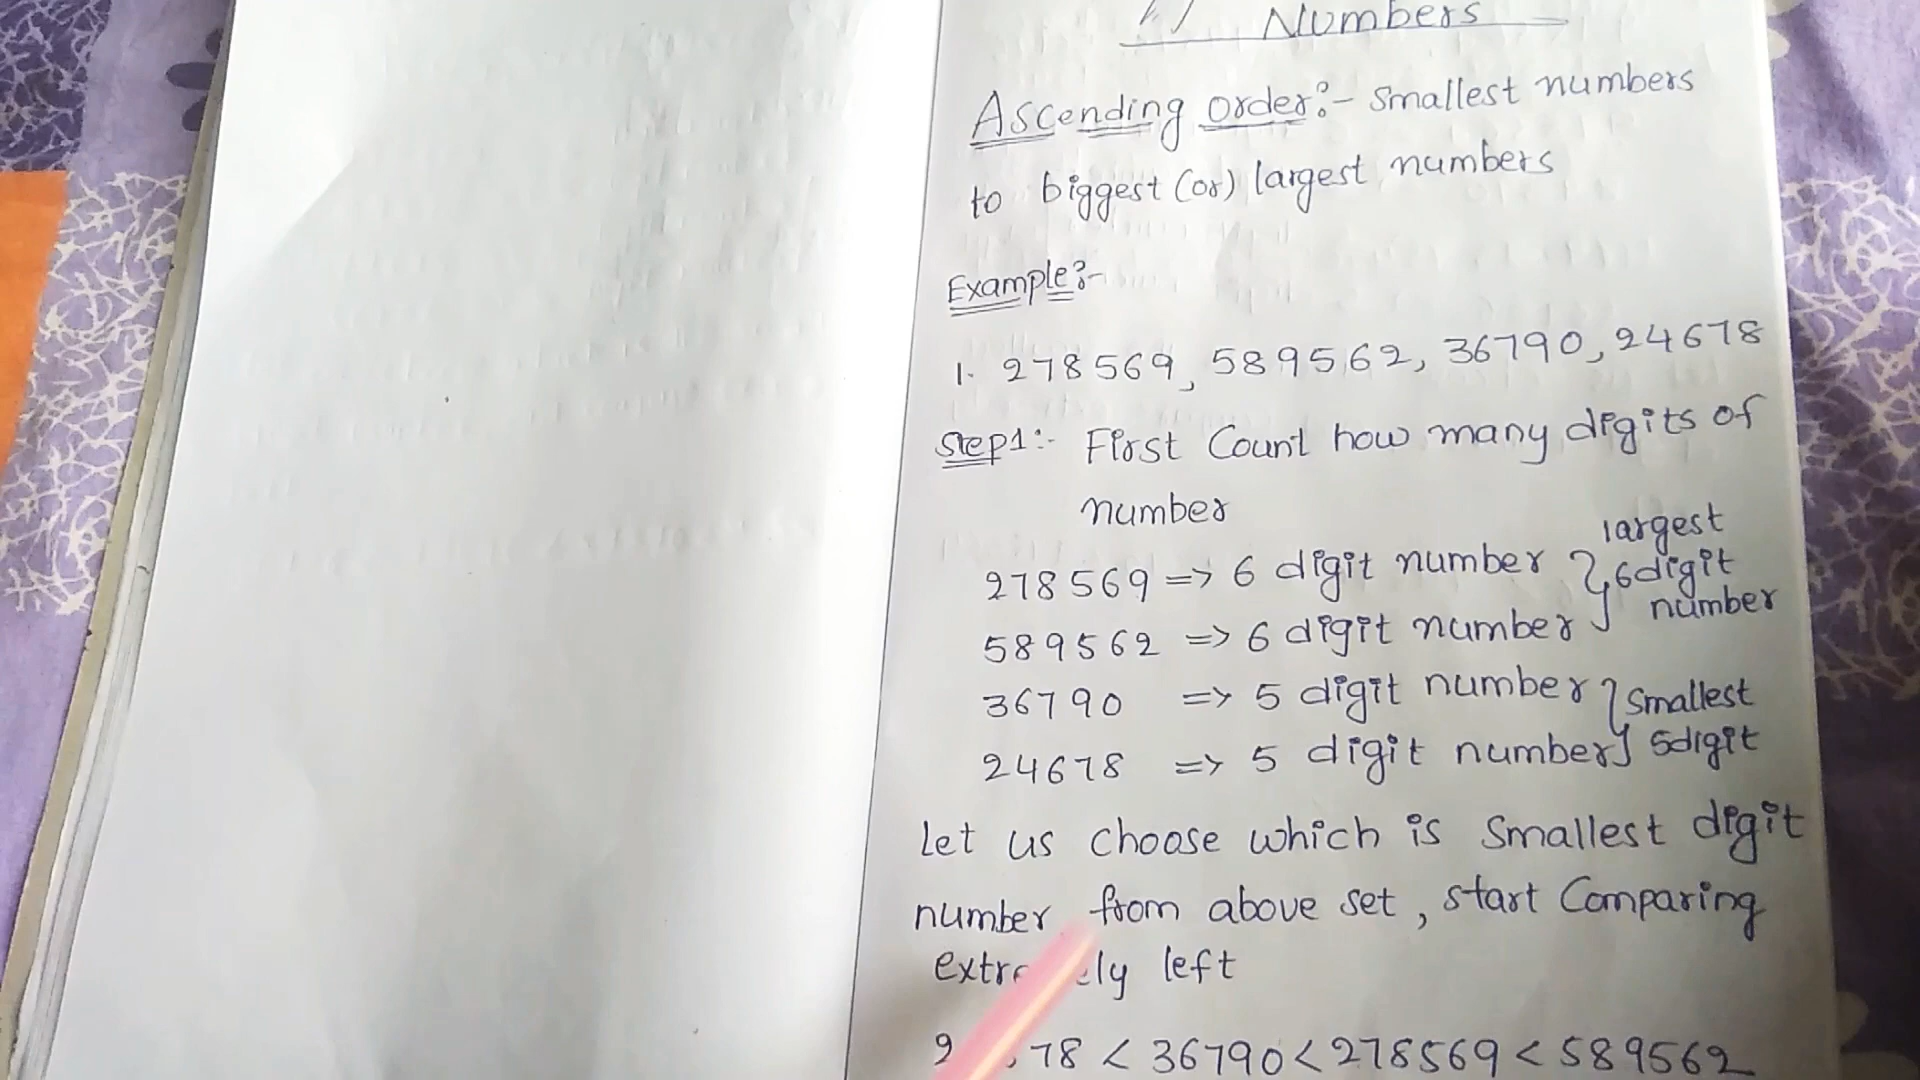 Numbers
Ascending order:- Smallest numbers
to biggest (or) largest numbers
Example:-
1. 278569, 589562, 36790, 24678
Step1:- First Count how many digits of
number
278569 => 6 digit number } largest 6digit number
589562 => 6 digit number
36790 => 5 digit number } Smallest 5digit
24678 => 5 digit number
Let us choose which is Smallest digit
number from above set, start Comparing
left
< 36790 < 278569 < 589562